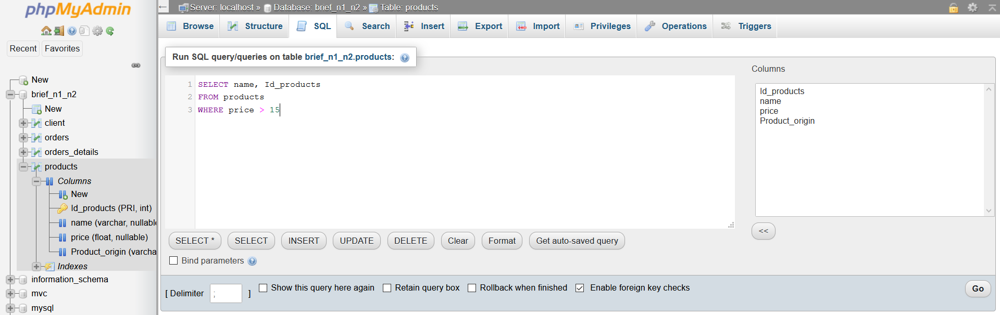 phpMyAdmin
Recent Favorites
New
brief_n1_n2
New
client
orders
orders_details
products
Columns
New
Id_products (PRI, int)
name (varchar, nullable
price (float, nullable)
Product_origin (varcha
Indexes
information_schema
mvc
mysql
← Server: localhost » Database: brief_n1_n2 » Table: products
Browse Structure SQL Search Insert Export Import Privileges Operations Triggers
Run SQL query/queries on table brief_n1_n2.products:
1 SELECT name, Id_products
2 FROM products
3 WHERE price > 15
Columns
Id_products
name
price
Product_origin
<<
SELECT * SELECT INSERT UPDATE DELETE Clear Format Get auto-saved query
Bind parameters
[ Delimiter ; ] Show this query here again Retain query box Rollback when finished Enable foreign key checks Go